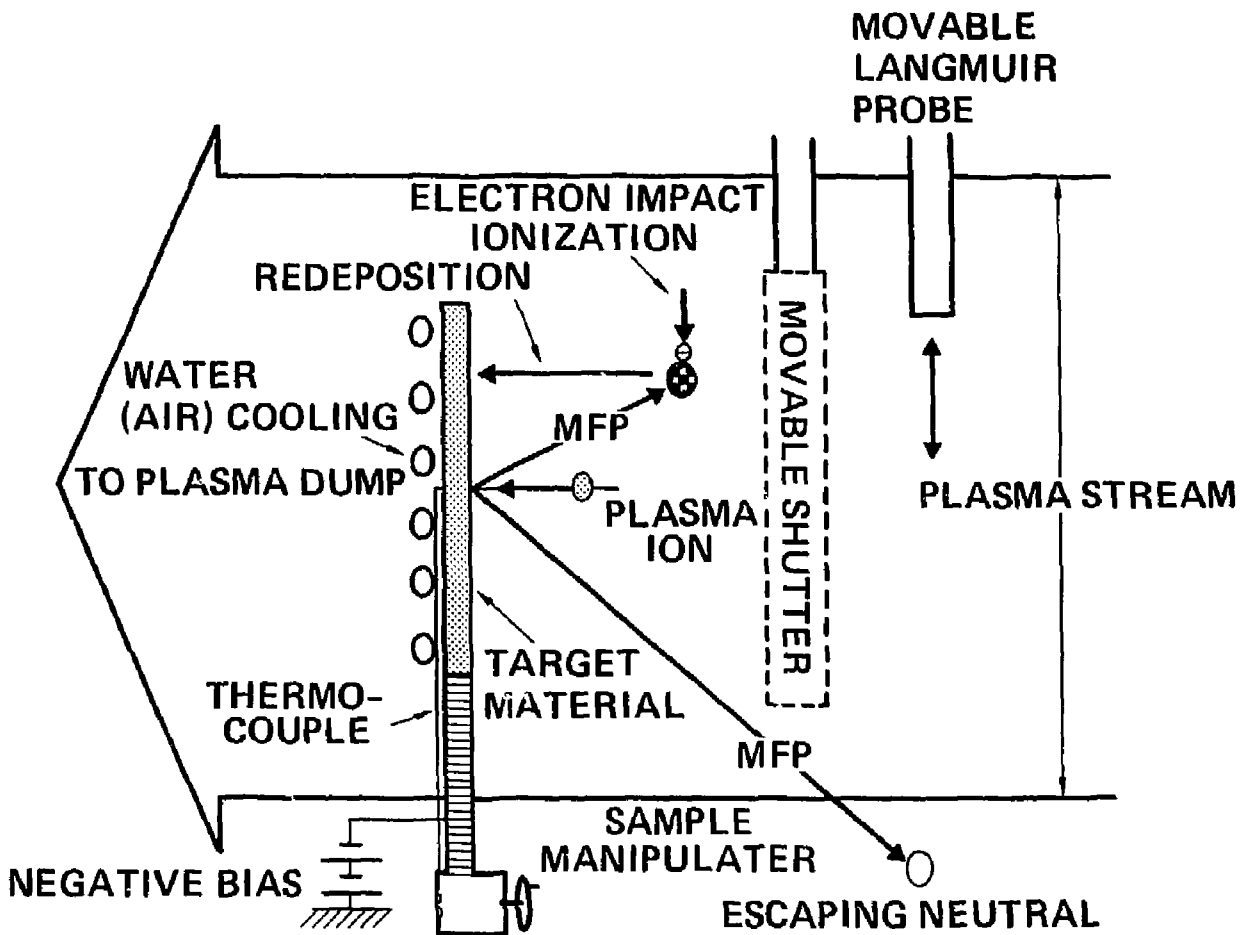 MOVABLE
LANGMUIR
PROBE
ELECTRON IMPACT
IONIZATION
REDEPOSITION
WATER
(AIR) COOLING
MFP
TO PLASMA DUMP
PLASMA
ION
MOVABLE SHUTTER
PLASMA STREAM
TARGET
MATERIAL
THERMO-
COUPLE
MFP
SAMPLE
MANIPULATER
NEGATIVE BIAS
ESCAPING NEUTRAL